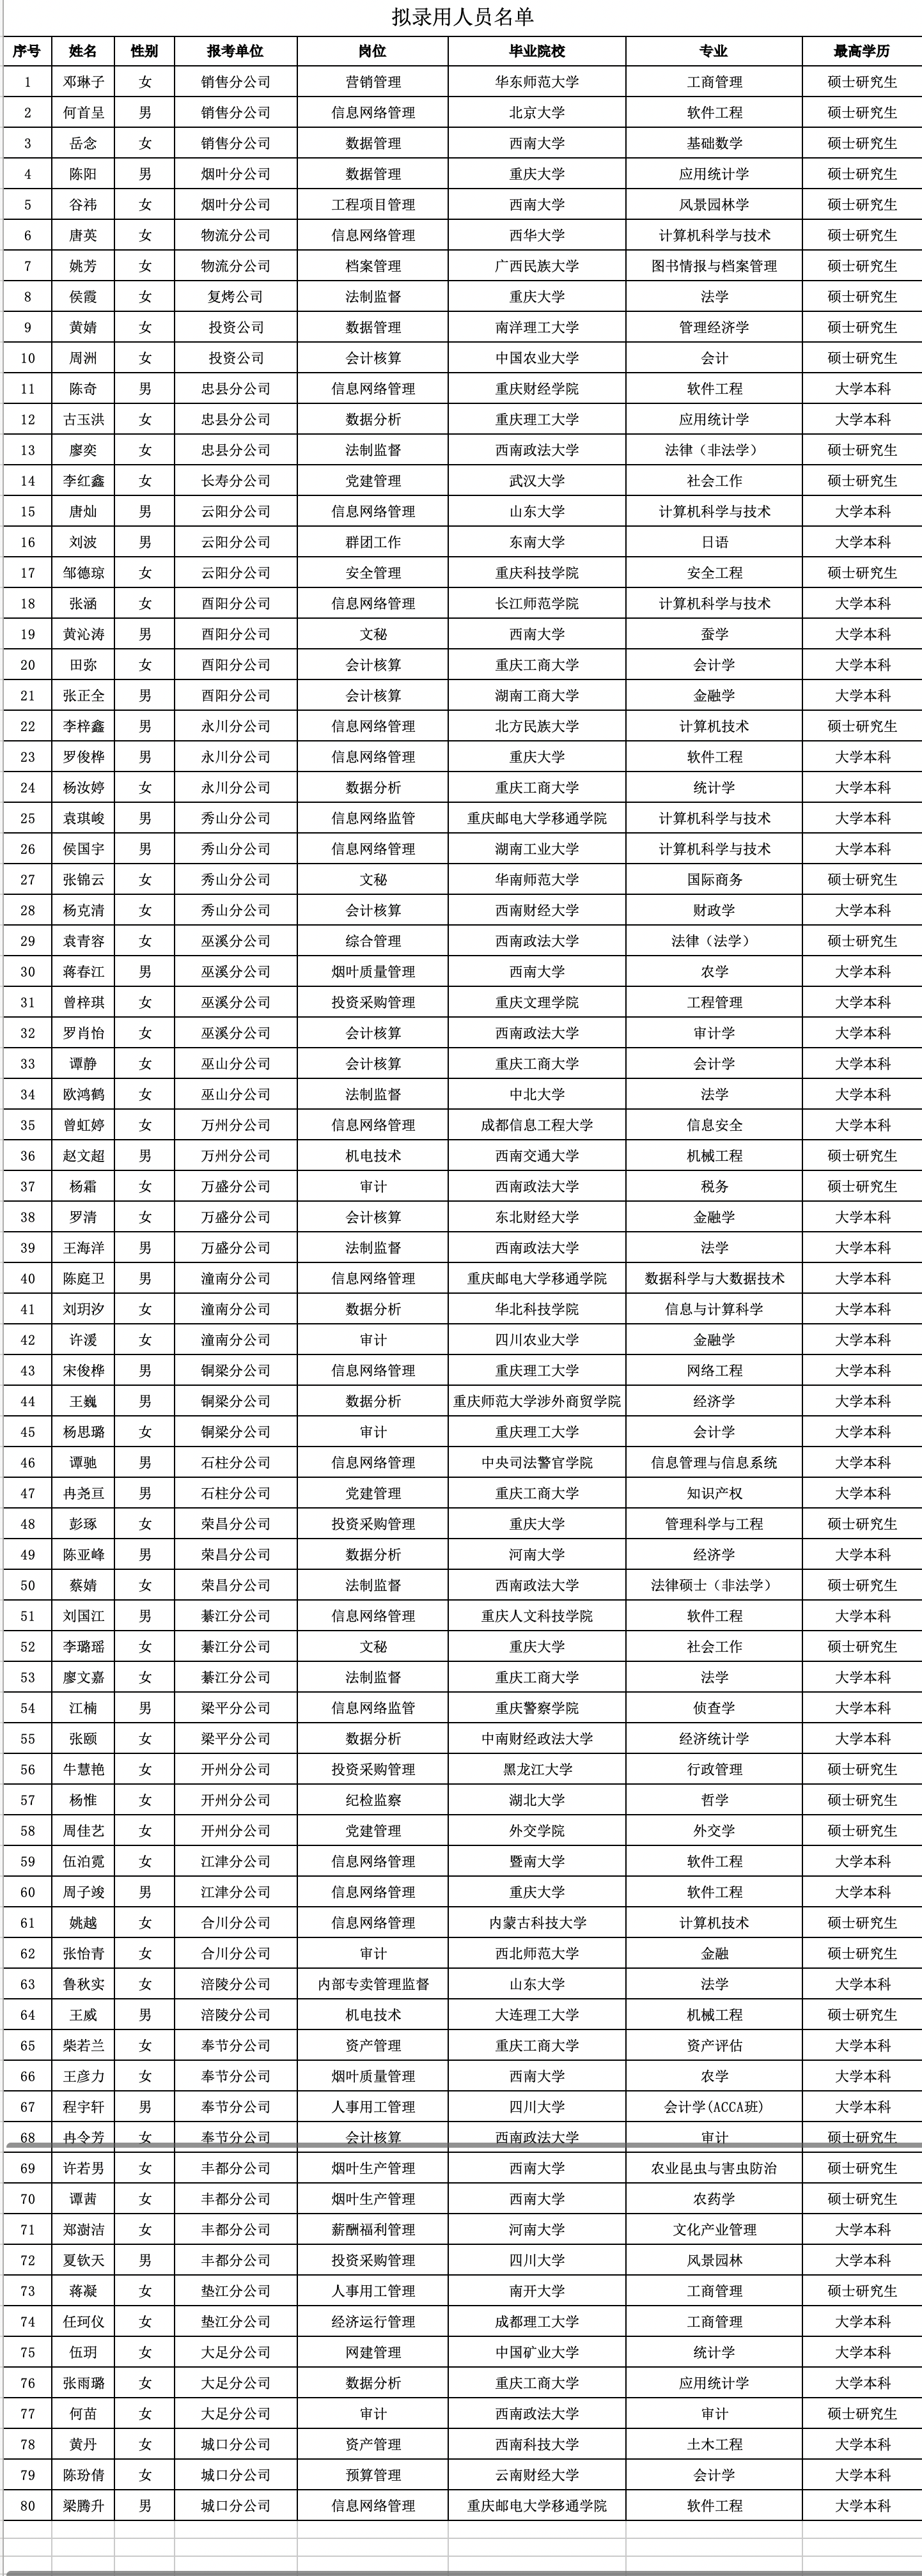 拟录用人员名单
序号 姓名 性别 报考单位 岗位 毕业院校 专业 最高学历
1 邓琳子 女 销售分公司 营销管理 华东师范大学 工商管理 硕士研究生
2 何首呈 男 销售分公司 信息网络管理 北京大学 软件工程 硕士研究生
3 岳念 女 销售分公司 数据管理 西南大学 基础数学 硕士研究生
4 陈阳 男 烟叶分公司 数据管理 重庆大学 应用统计学 硕士研究生
5 谷祎 女 烟叶分公司 工程项目管理 西南大学 风景园林学 硕士研究生
6 唐英 女 物流分公司 信息网络管理 西华大学 计算机科学与技术 硕士研究生
7 姚芳 女 物流分公司 档案管理 广西民族大学 图书情报与档案管理 硕士研究生
8 侯霞 女 复烤公司 法制监督 重庆大学 法学 硕士研究生
9 黄婧 女 投资公司 数据管理 南洋理工大学 管理经济学 硕士研究生
10 周洲 女 投资公司 会计核算 中国农业大学 会计 硕士研究生
11 陈奇 男 忠县分公司 信息网络管理 重庆财经学院 软件工程 大学本科
12 古玉洪 女 忠县分公司 数据分析 重庆理工大学 应用统计学 大学本科
13 廖奕 女 忠县分公司 法制监督 西南政法大学 法律（非法学） 硕士研究生
14 李红鑫 女 长寿分公司 党建管理 武汉大学 社会工作 硕士研究生
15 唐灿 男 云阳分公司 信息网络管理 山东大学 计算机科学与技术 大学本科
16 刘波 男 云阳分公司 群团工作 东南大学 日语 大学本科
17 邹德琼 女 云阳分公司 安全管理 重庆科技学院 安全工程 硕士研究生
18 张涵 女 酉阳分公司 信息网络管理 长江师范学院 计算机科学与技术 大学本科
19 黄沁涛 男 酉阳分公司 文秘 西南大学 蚕学 大学本科
20 田弥 女 酉阳分公司 会计核算 重庆工商大学 会计学 大学本科
21 张正全 男 酉阳分公司 会计核算 湖南工商大学 金融学 大学本科
22 李梓鑫 男 永川分公司 信息网络管理 北方民族大学 计算机技术 硕士研究生
23 罗俊桦 男 永川分公司 信息网络管理 重庆大学 软件工程 大学本科
24 杨汝婷 女 永川分公司 数据分析 重庆工商大学 统计学 大学本科
25 袁琪峻 男 秀山分公司 信息网络监管 重庆邮电大学移通学院 计算机科学与技术 大学本科
26 侯国宇 男 秀山分公司 信息网络管理 湖南工业大学 计算机科学与技术 大学本科
27 张锦云 女 秀山分公司 文秘 华南师范大学 国际商务 硕士研究生
28 杨克清 女 秀山分公司 会计核算 西南财经大学 财政学 大学本科
29 袁青容 女 巫溪分公司 综合管理 西南政法大学 法律（法学） 硕士研究生
30 蒋春江 男 巫溪分公司 烟叶质量管理 西南大学 农学 大学本科
31 曾梓琪 女 巫溪分公司 投资采购管理 重庆文理学院 工程管理 大学本科
32 罗肖怡 女 巫溪分公司 会计核算 西南政法大学 审计学 大学本科
33 谭静 女 巫山分公司 会计核算 重庆工商大学 会计学 大学本科
34 欧鸿鹤 女 巫山分公司 法制监督 中北大学 法学 大学本科
35 曾虹婷 女 万州分公司 信息网络管理 成都信息工程大学 信息安全 大学本科
36 赵文超 男 万州分公司 机电技术 西南交通大学 机械工程 硕士研究生
37 杨霜 女 万盛分公司 审计 西南政法大学 税务 硕士研究生
38 罗清 女 万盛分公司 会计核算 东北财经大学 金融学 大学本科
39 王海洋 男 万盛分公司 法制监督 西南政法大学 法学 大学本科
40 陈庭卫 男 潼南分公司 信息网络管理 重庆邮电大学移通学院 数据科学与大数据技术 大学本科
41 刘玥汐 女 潼南分公司 数据分析 华北科技学院 信息与计算科学 大学本科
42 许湲 女 潼南分公司 审计 四川农业大学 金融学 大学本科
43 宋俊桦 男 铜梁分公司 信息网络管理 重庆理工大学 网络工程 大学本科
44 王巍 男 铜梁分公司 数据分析 重庆师范大学涉外商贸学院 经济学 大学本科
45 杨思璐 女 铜梁分公司 审计 重庆理工大学 会计学 大学本科
46 谭驰 男 石柱分公司 信息网络管理 中央司法警官学院 信息管理与信息系统 大学本科
47 冉尧亘 男 石柱分公司 党建管理 重庆工商大学 知识产权 大学本科
48 彭琢 女 荣昌分公司 投资采购管理 重庆大学 管理科学与工程 硕士研究生
49 陈亚峰 男 荣昌分公司 数据分析 河南大学 经济学 大学本科
50 蔡婧 女 荣昌分公司 法制监督 西南政法大学 法律硕士（非法学） 硕士研究生
51 刘国江 男 綦江分公司 信息网络管理 重庆人文科技学院 软件工程 大学本科
52 李璐瑶 女 綦江分公司 文秘 重庆大学 社会工作 硕士研究生
53 廖文嘉 女 綦江分公司 法制监督 重庆工商大学 法学 大学本科
54 江楠 男 梁平分公司 信息网络监管 重庆警察学院 侦查学 大学本科
55 张颐 女 梁平分公司 数据分析 中南财经政法大学 经济统计学 大学本科
56 牛慧艳 女 开州分公司 投资采购管理 黑龙江大学 行政管理 硕士研究生
57 杨惟 女 开州分公司 纪检监察 湖北大学 哲学 硕士研究生
58 周佳艺 女 开州分公司 党建管理 外交学院 外交学 硕士研究生
59 伍泊霓 女 江津分公司 信息网络管理 暨南大学 软件工程 大学本科
60 周子竣 男 江津分公司 信息网络管理 重庆大学 软件工程 大学本科
61 姚越 女 合川分公司 信息网络管理 内蒙古科技大学 计算机技术 硕士研究生
62 张怡青 女 合川分公司 审计 西北师范大学 金融 硕士研究生
63 鲁秋实 女 涪陵分公司 内部专卖管理监督 山东大学 法学 大学本科
64 王威 男 涪陵分公司 机电技术 大连理工大学 机械工程 硕士研究生
65 柴若兰 女 奉节分公司 资产管理 重庆工商大学 资产评估 大学本科
66 王彦力 女 奉节分公司 烟叶质量管理 西南大学 农学 大学本科
67 程宇轩 男 奉节分公司 人事用工管理 四川大学 会计学(ACCA班) 大学本科
68 冉令芳 女 奉节分公司 会计核算 西南政法大学 审计 硕士研究生
69 许若男 女 丰都分公司 烟叶生产管理 西南大学 农业昆虫与害虫防治 硕士研究生
70 谭茜 女 丰都分公司 烟叶生产管理 西南大学 农药学 硕士研究生
71 郑澍洁 女 丰都分公司 薪酬福利管理 河南大学 文化产业管理 大学本科
72 夏钦天 男 丰都分公司 投资采购管理 四川大学 风景园林 大学本科
73 蒋凝 女 垫江分公司 人事用工管理 南开大学 工商管理 硕士研究生
74 任珂仪 女 垫江分公司 经济运行管理 成都理工大学 工商管理 大学本科
75 伍玥 女 大足分公司 网建管理 中国矿业大学 统计学 大学本科
76 张雨璐 女 大足分公司 数据分析 重庆工商大学 应用统计学 大学本科
77 何苗 女 大足分公司 审计 西南政法大学 审计 硕士研究生
78 黄丹 女 城口分公司 资产管理 西南科技大学 土木工程 大学本科
79 陈玢倩 女 城口分公司 预算管理 云南财经大学 会计学 大学本科
80 梁腾升 男 城口分公司 信息网络管理 重庆邮电大学移通学院 软件工程 大学本科